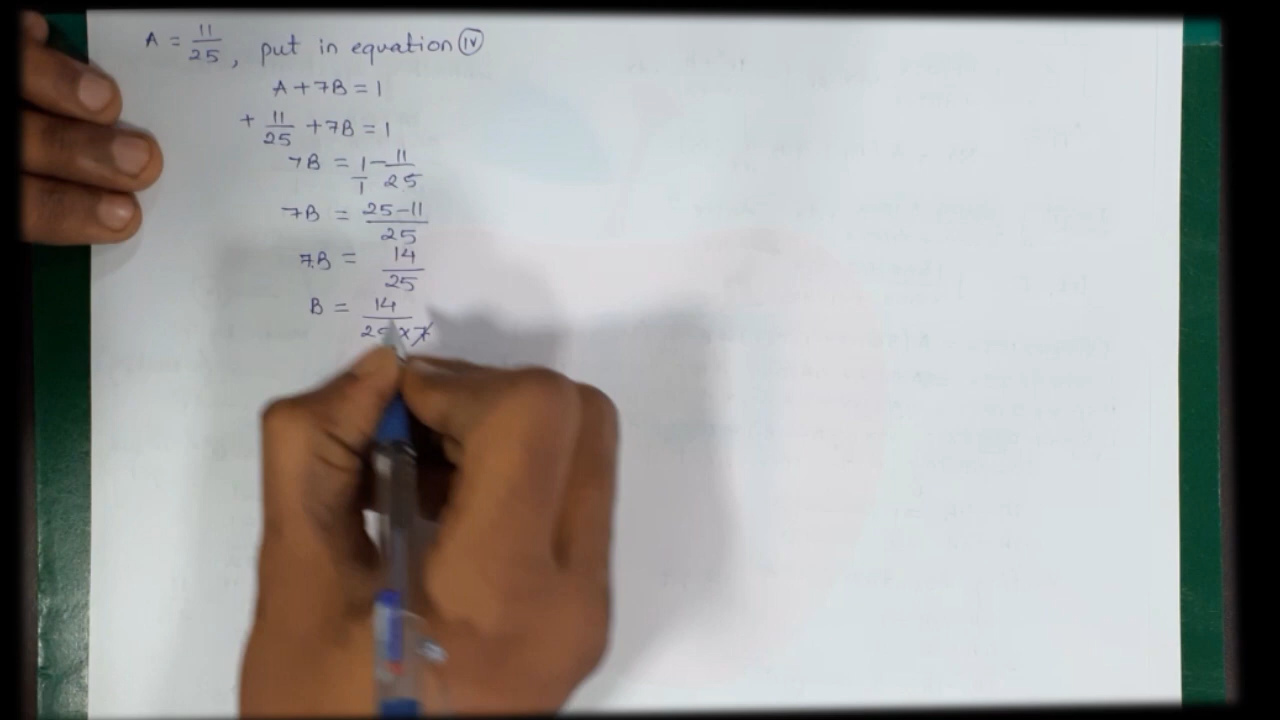 A = 11/25, put in equation (IV)
A + 7B = 1
+ 11/25 + 7B = 1
7B = 1/1 - 11/25
7B = 25-11/25
7B = 14/25
B = 14/25×7